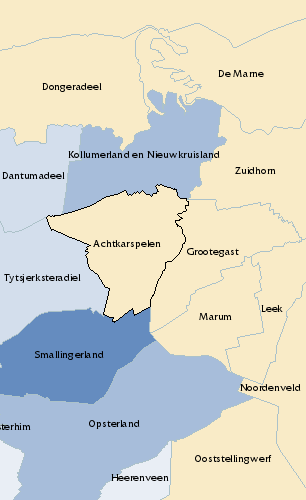 De Marne
Dongeradeel
Kollumerland en Nieuwkruisland
Dantumadeel
Zuidhorn
Achtkarspelen
Grootegast
Tytsjerksteradiel
Leek
Marum
Smallingerland
Noordenveld
Opsterland
sterhim
Ooststellingwerf
Heerenveen